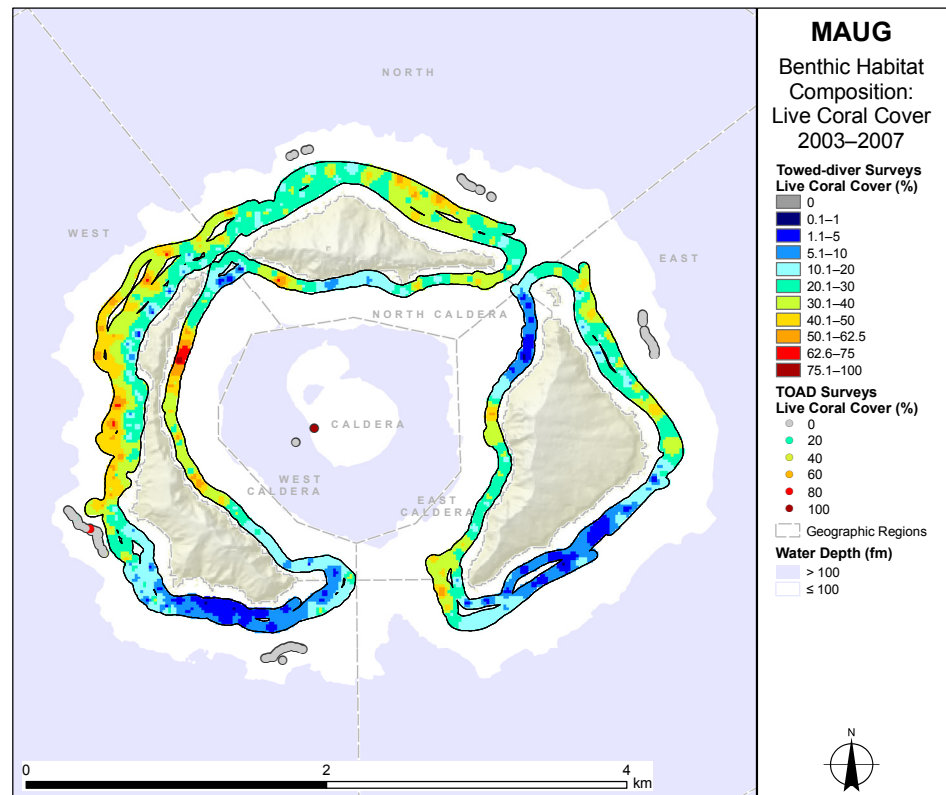 NORTH
WEST
EAST
NORTH CALDERA
CALDERA
WEST
CALDERA
EAST
CALDERA
0
2
4
km
MAUG
Benthic Habitat
Composition:
Live Coral Cover
2003–2007
Towed-diver Surveys
Live Coral Cover (%)
0
0.1–1
1.1–5
5.1–10
10.1–20
20.1–30
30.1–40
40.1–50
50.1–62.5
62.6–75
75.1–100
TOAD Surveys
Live Coral Cover (%)
0
20
40
60
80
100
Geographic Regions
Water Depth (fm)
> 100
≤ 100
N